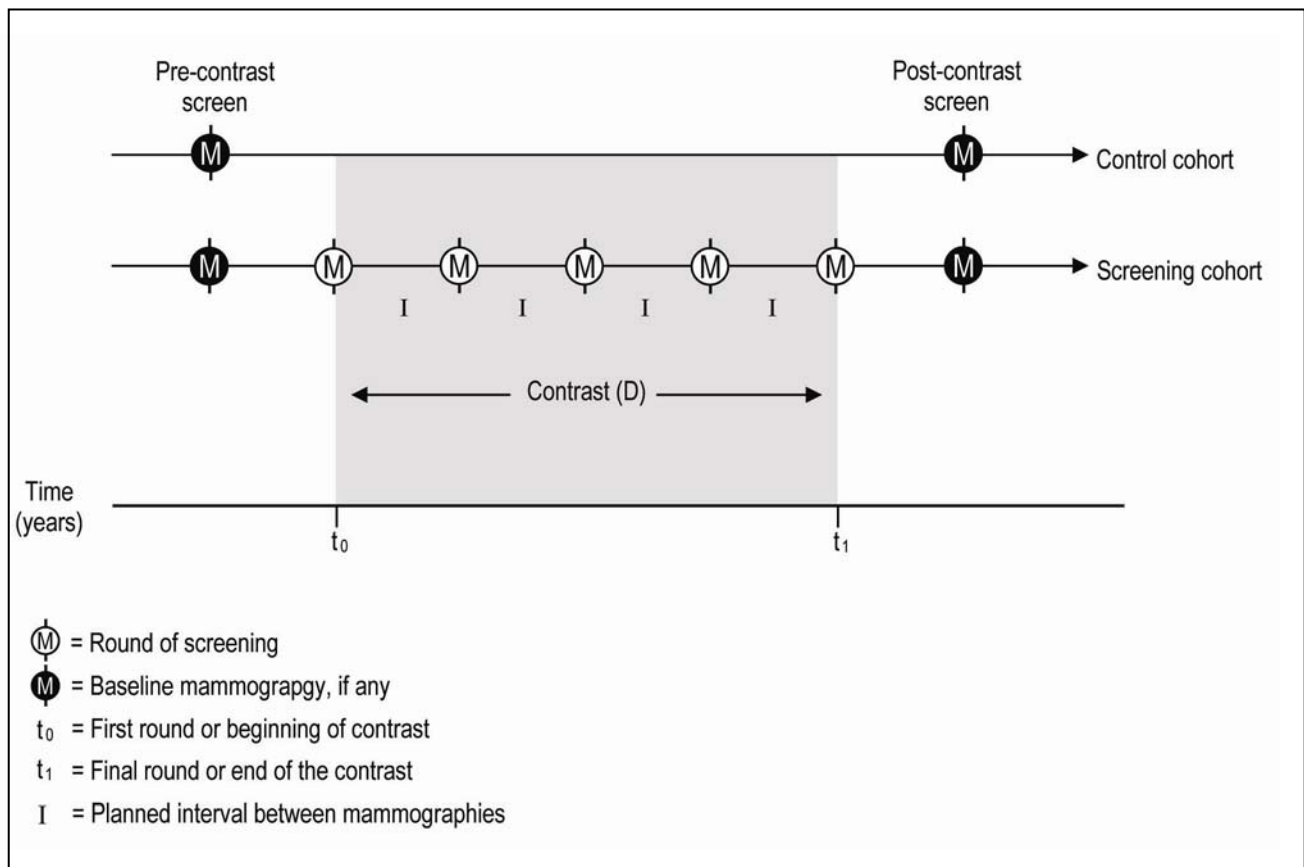 Pre-contrast
screen
Post-contrast
screen
M M Control cohort
M M M M M M M Screening cohort
I I I I
Contrast (D)
Time
(years)
t₀ t₁
M = Round of screening
M = Baseline mammograpgy, if any
t₀ = First round or beginning of contrast
t₁ = Final round or end of the contrast
I = Planned interval between mammographies